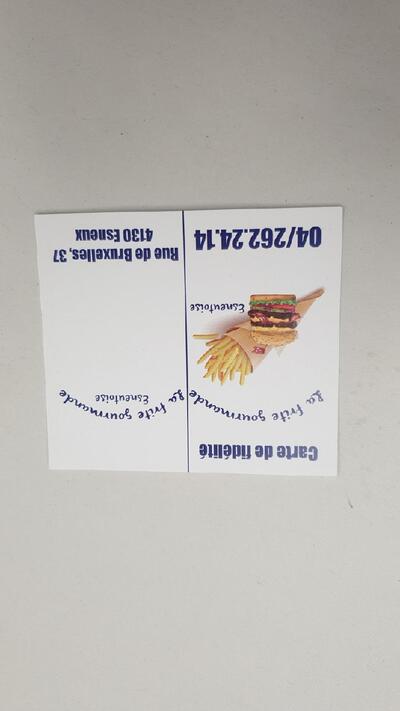 Carte de fidélité
La frite gourmande
Esneutoise
04/262.24.14
La frite gourmande
Esneutoise
Rue de Bruxelles, 37
4130 Esneux